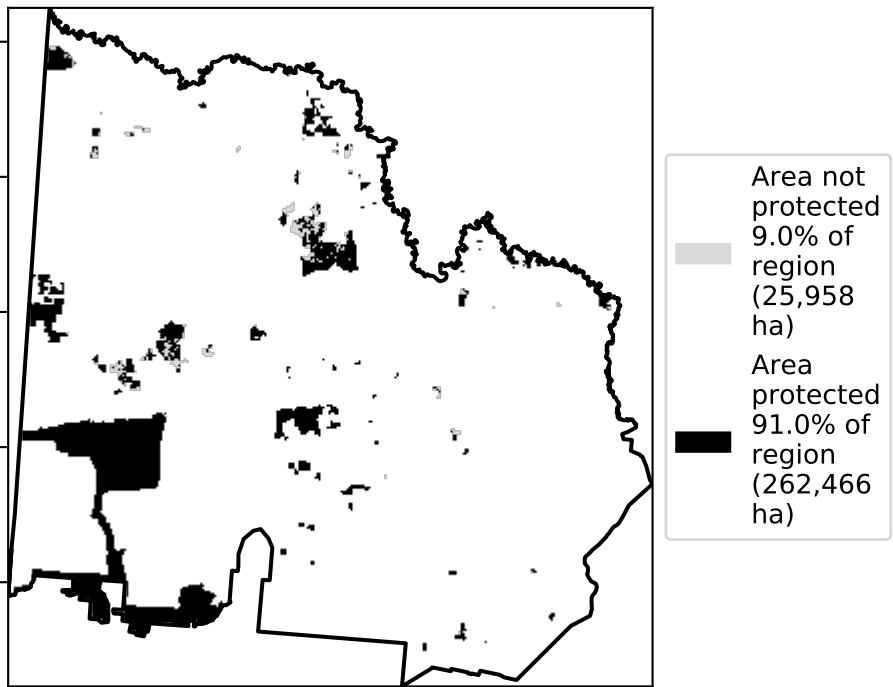 Area not
protected
9.0% of
region
(25,958
ha)
Area
protected
91.0% of
region
(262,466
ha)